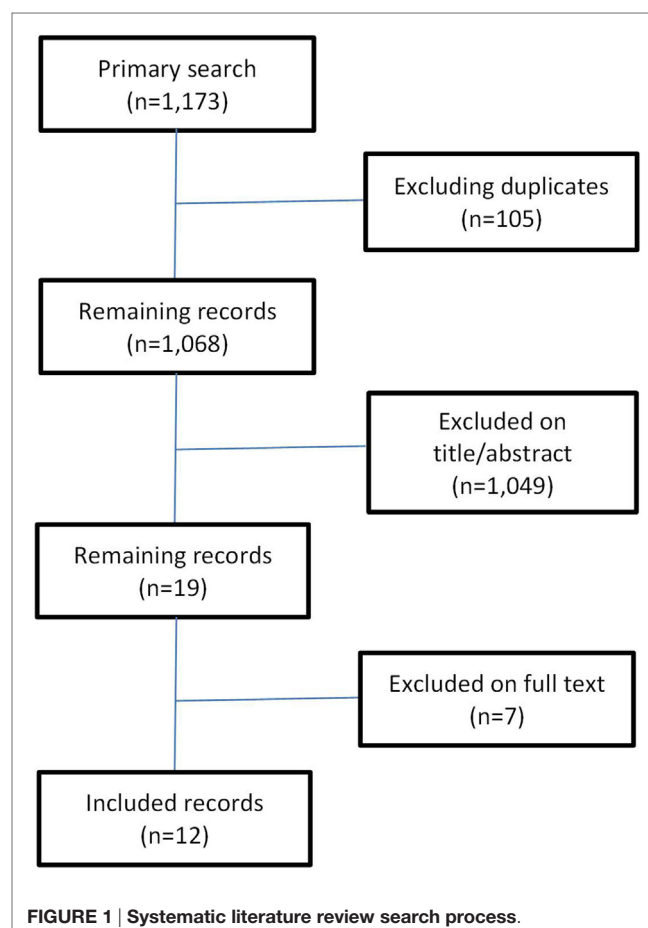 Primary search
(n=1,173)
Excluding duplicates
(n=105)
Remaining records
(n=1,068)
Excluded on
title/abstract
(n=1,049)
Remaining records
(n=19)
Excluded on full text
(n=7)
Included records
(n=12)
FIGURE 1 | Systematic literature review search process.